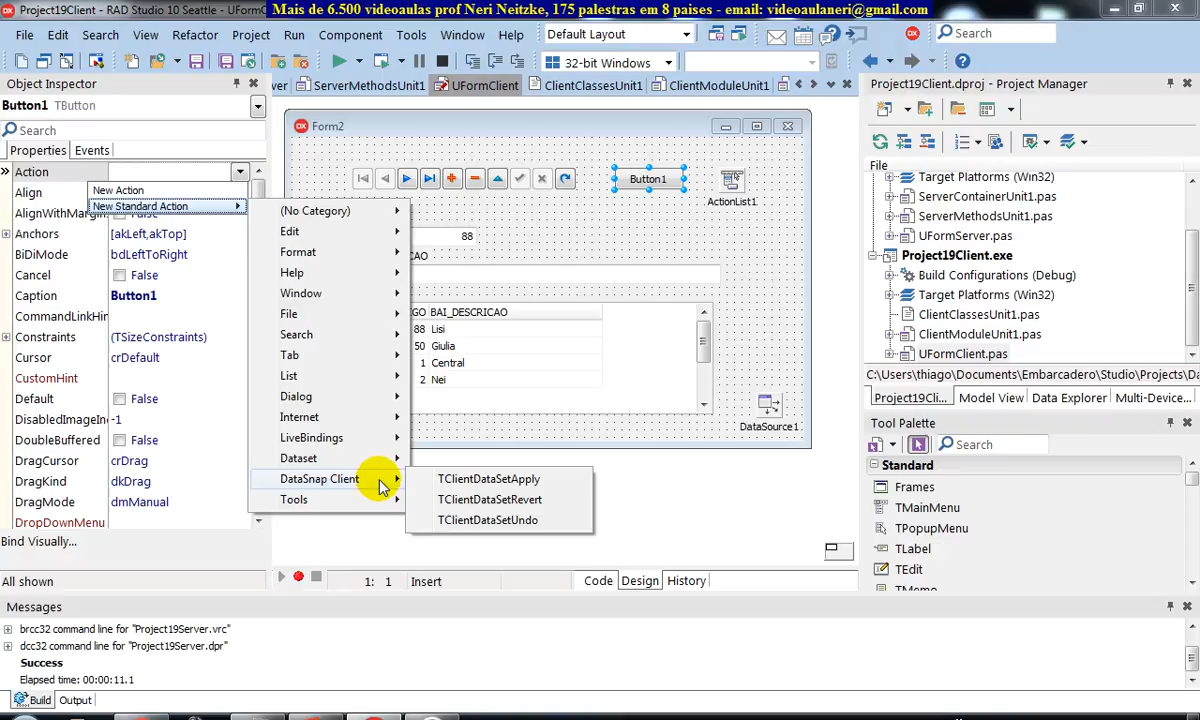 Project19Client - RAD Studio 10 Seattle - UFormC
Mais de 6.500 videoaulas prof Neri Neitzke, 175 palestras em 8 paises - email: videoaulaneri@gmail.com
File Edit Search View Refactor Project Run Component Tools Window Help Default Layout Search
32-bit Windows
Object Inspector
ver ServerMethodsUnit1 UFormClient ClientClassesUnit1 ClientModuleUnit1
Project19Client.dproj - Project Manager
Button1 TButton
Search
Properties Events
Action
New Action
New Standard Action
Align
AlignWithMargin False
Anchors [akLeft,akTop]
BiDiMode bdLeftToRight
Cancel False
Caption Button1
CommandLinkHin
Constraints (TSizeConstraints)
Cursor crDefault
CustomHint
Default False
DisabledImageInd -1
DoubleBuffered False
DragCursor crDrag
DragKind dkDrag
DragMode dmManual
DropDownMenu
Bind Visually...
All shown
(No Category)
Edit
Format
Help
Window
File
Search
Tab
List
Dialog
Internet
LiveBindings
Dataset
DataSnap Client
Tools
TClientDataSetApply
TClientDataSetRevert
TClientDataSetUndo
Form2
Button1
ActionList1
88
CAO
GO BAI_DESCRICAO
88 Lisi
50 Giulia
1 Central
2 Nei
DataSource1
1: 1 Insert
Code Design History
File
Target Platforms (Win32)
ServerContainerUnit1.pas
ServerMethodsUnit1.pas
UFormServer.pas
Project19Client.exe
Build Configurations (Debug)
Target Platforms (Win32)
ClientClassesUnit1.pas
ClientModuleUnit1.pas
UFormClient.pas
C:\Users\thiago\Documents\Embarcadero\Studio\Projects\Da
Project19Cli... Model View Data Explorer Multi-Device...
Tool Palette
Search
Standard
Frames
TMainMenu
TPopupMenu
TLabel
TEdit
TMemo
Messages
brcc32 command line for "Project19Server.vrc"
dcc32 command line for "Project19Server.dpr"
Success
Elapsed time: 00:00:11.1
Build Output